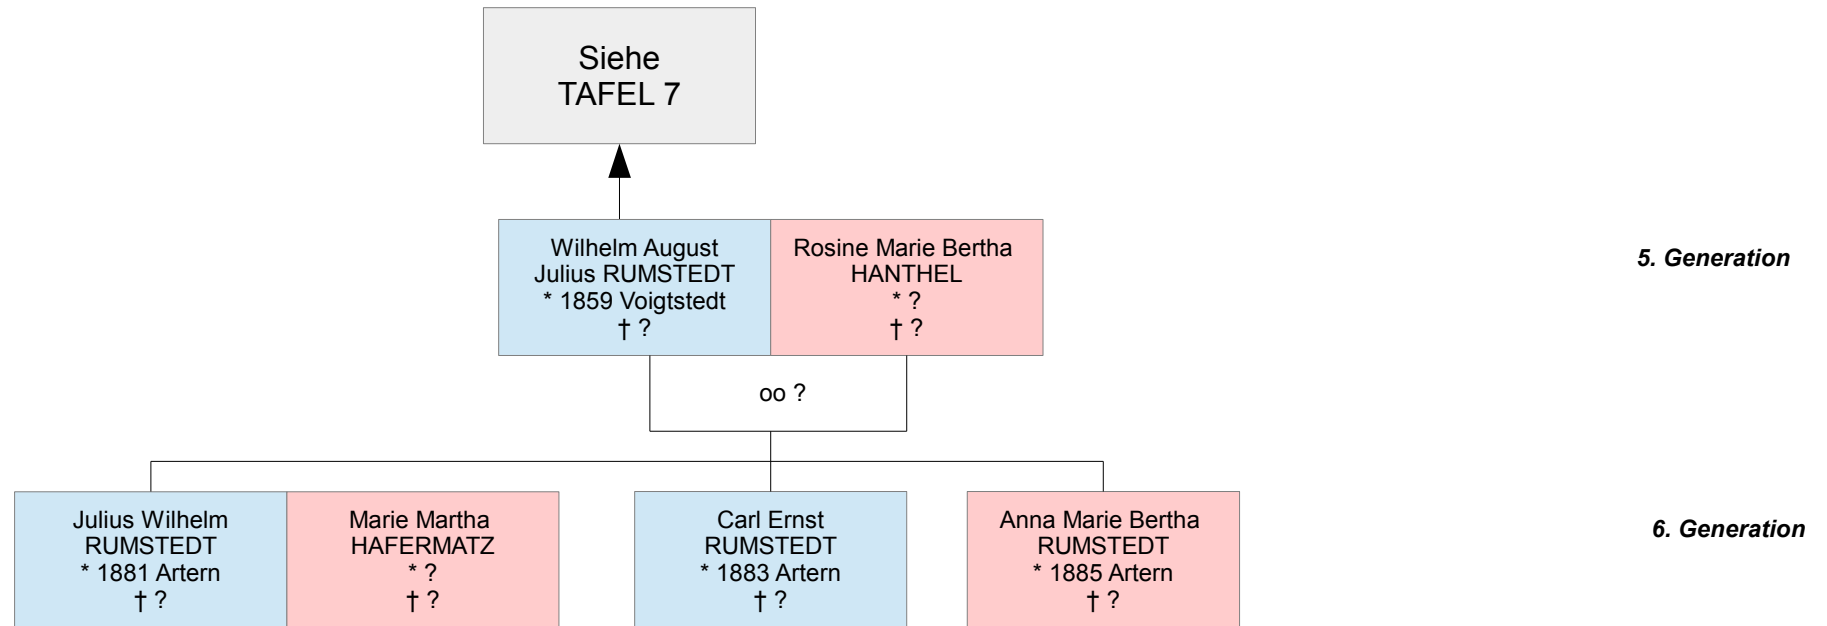 Siehe
TAFEL 7
Wilhelm August
Julius RUMSTEDT
* 1859 Voigtstedt
† ?
Rosine Marie Bertha
HANTHEL
* ?
† ?
5. Generation
oo ?
Julius Wilhelm
RUMSTEDT
* 1881 Artern
† ?
Marie Martha
HAFERMATZ
* ?
† ?
Carl Ernst
RUMSTEDT
* 1883 Artern
† ?
Anna Marie Bertha
RUMSTEDT
* 1885 Artern
† ?
6. Generation